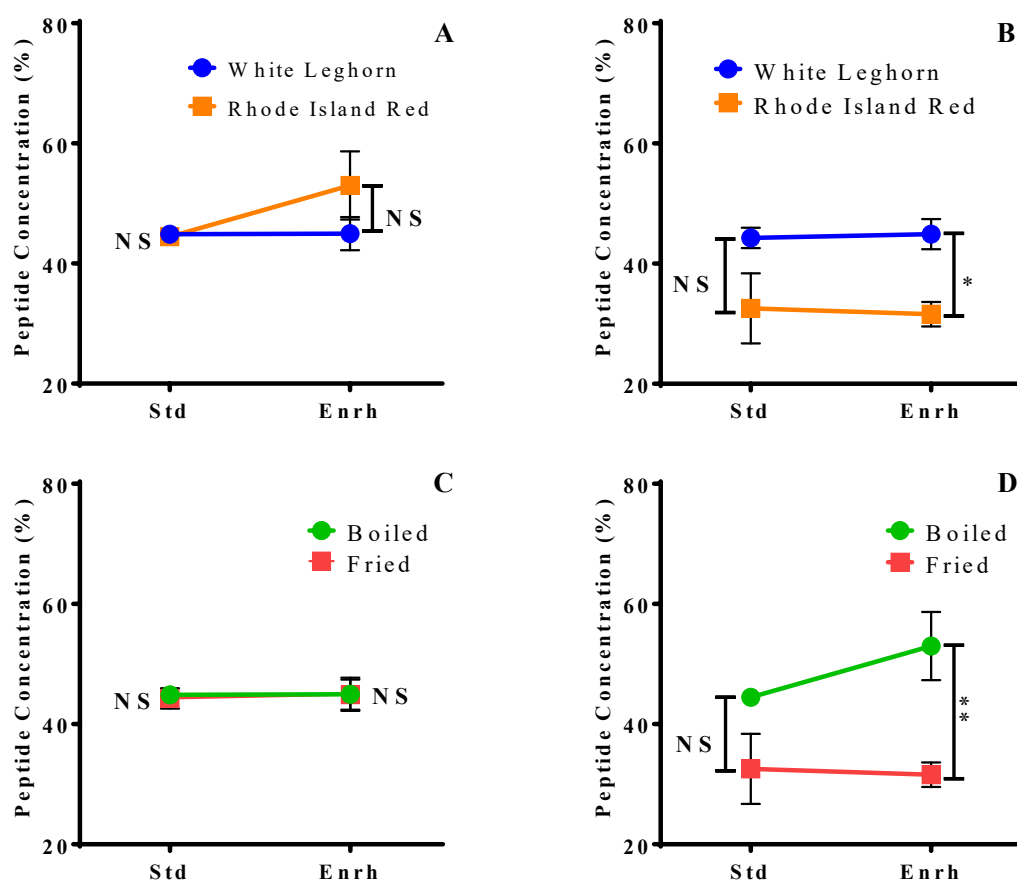 A
Peptide Concentration (%)
80
60
40
20
White Leghorn
Rhode Island Red
NS
NS
Std
Enrh
B
Peptide Concentration (%)
80
60
40
20
White Leghorn
Rhode Island Red
NS
*
Std
Enrh
C
Peptide Concentration (%)
80
60
40
20
Boiled
Fried
NS
NS
Std
Enrh
D
Peptide Concentration (%)
80
60
40
20
Boiled
Fried
NS
**
Std
Enrh